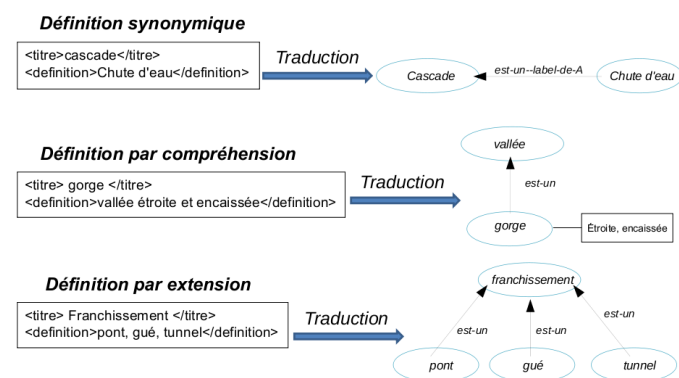 Définition synonymique
<titre>cascade</titre>
<definition>Chute d'eau</definition>
Traduction
Cascade
est-un--label-de-A
Chute d'eau
Définition par compréhension
<titre> gorge </titre>
<definition>vallée étroite et encaissée</definition>
Traduction
vallée
est-un
gorge
Étroite, encaissée
Définition par extension
<titre> Franchissement </titre>
<definition>pont, gué, tunnel</definition>
Traduction
franchissement
est-un
est-un
est-un
pont
gué
tunnel